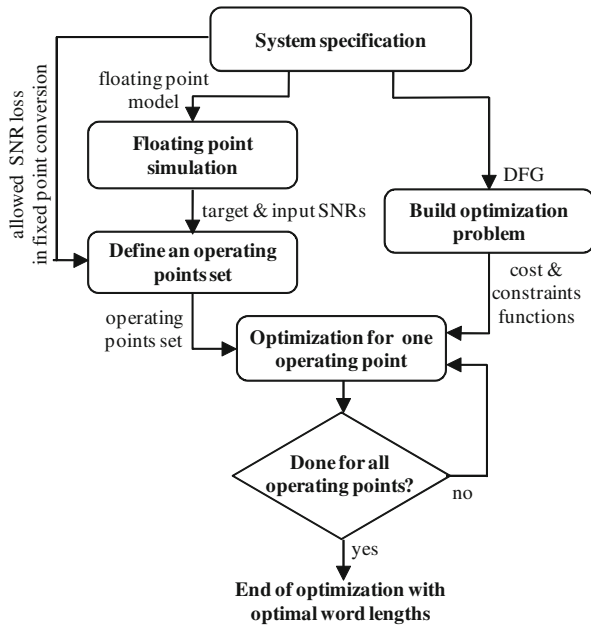 System specification
allowed SNR loss
in fixed point conversion
floating point
model
Floating point
simulation
DFG
target & input SNRs
Build optimization
problem
Define an operating
points set
cost &
constraints
functions
operating
points set
Optimization for one
operating point
Done for all
operating points?
no
yes
End of optimization with
optimal word lengths